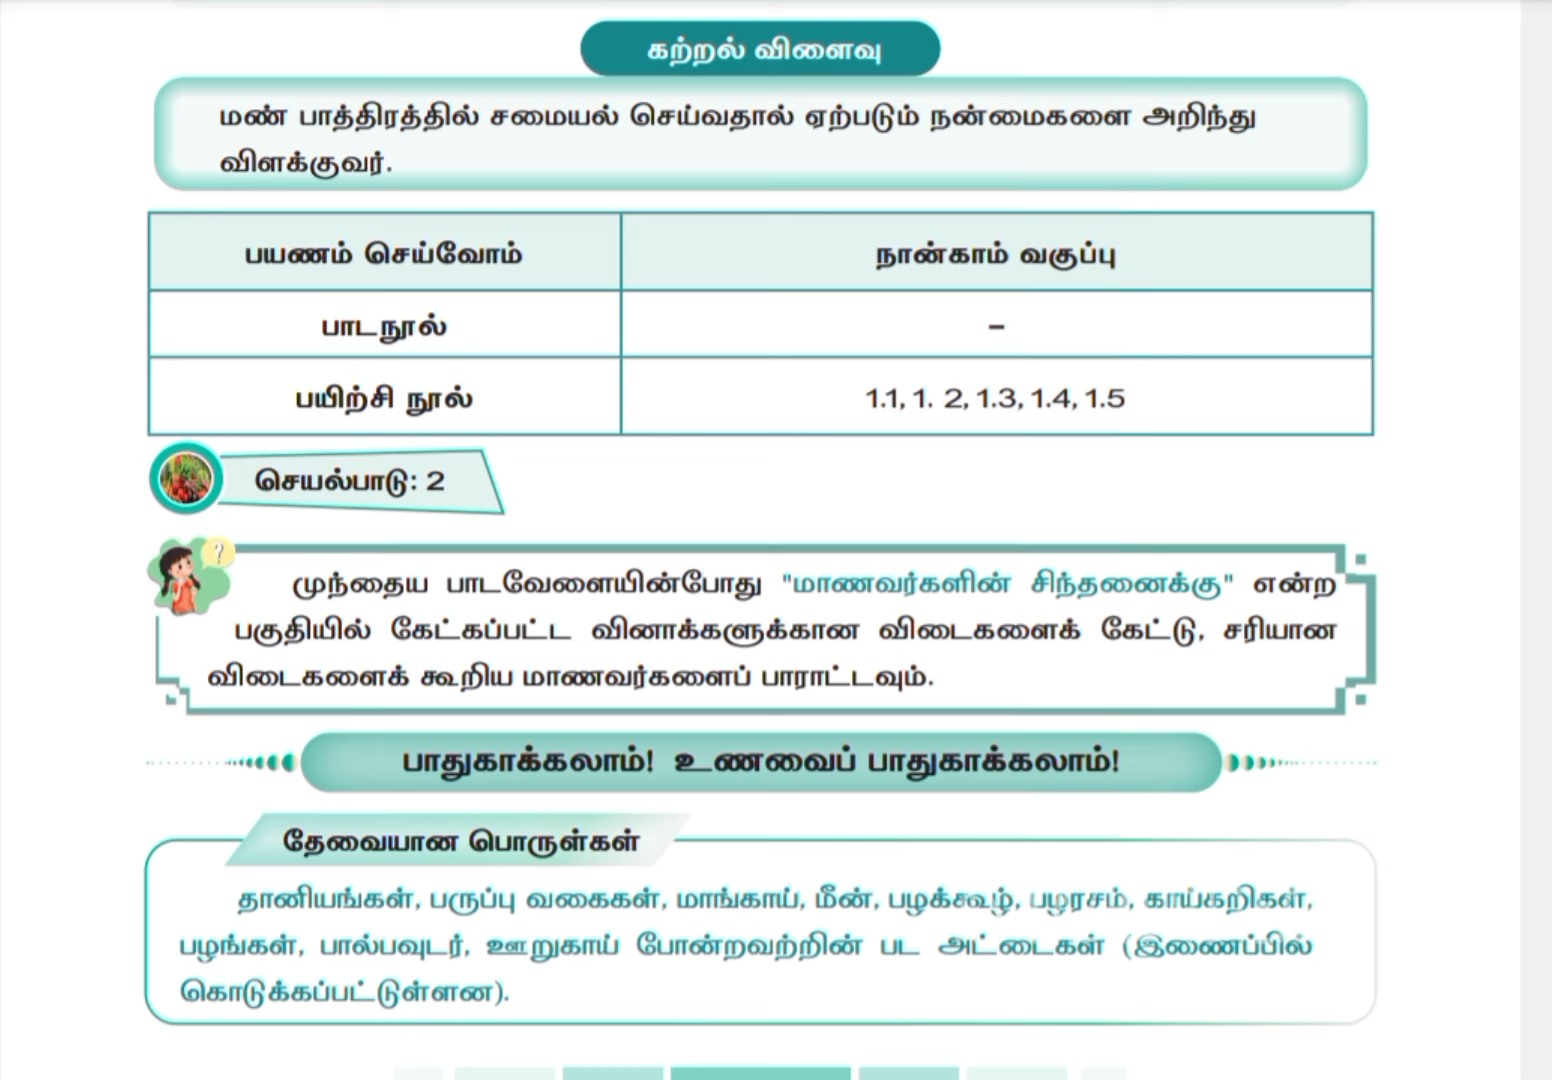 கற்றல் விளைவு
மண் பாத்திரத்தில் சமையல் செய்வதால் ஏற்படும் நன்மைகளை அறிந்து
விளக்குவர்.
பயணம் செய்வோம் நான்காம் வகுப்பு
பாடநூல் –
பயிற்சி நூல் 1.1, 1. 2, 1.3, 1.4, 1.5
செயல்பாடு: 2
?
முந்தைய பாடவேளையின்போது "மாணவர்களின் சிந்தனைக்கு" என்ற
பகுதியில் கேட்கப்பட்ட வினாக்களுக்கான விடைகளைக் கேட்டு, சரியான
விடைகளைக் கூறிய மாணவர்களைப் பாராட்டவும்.
பாதுகாக்கலாம்! உணவைப் பாதுகாக்கலாம்!
தேவையான பொருள்கள்
தானியங்கள், பருப்பு வகைகள், மாங்காய், மீன், பழக்கூழ், பழரசம், காய்கறிகள்,
பழங்கள், பால்பவுடர், ஊறுகாய் போன்றவற்றின் பட அட்டைகள் (இணைப்பில்
கொடுக்கப்பட்டுள்ளன).